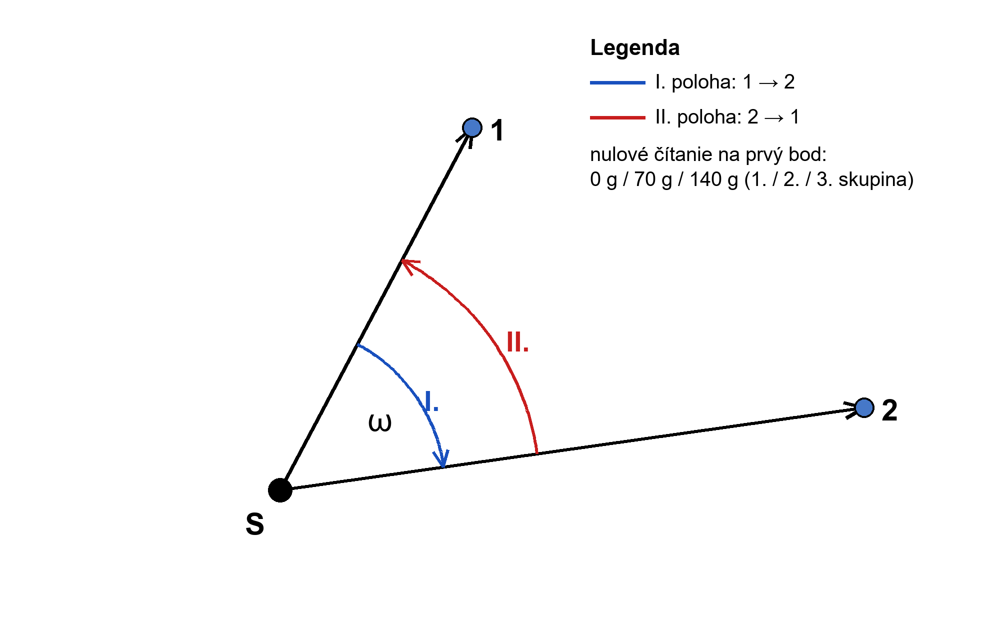 Legenda
I. poloha: 1 → 2
II. poloha: 2 → 1
nulové čítanie na prvý bod:
0 g / 70 g / 140 g (1. / 2. / 3. skupina)
1
II.
I.
ω
2
S